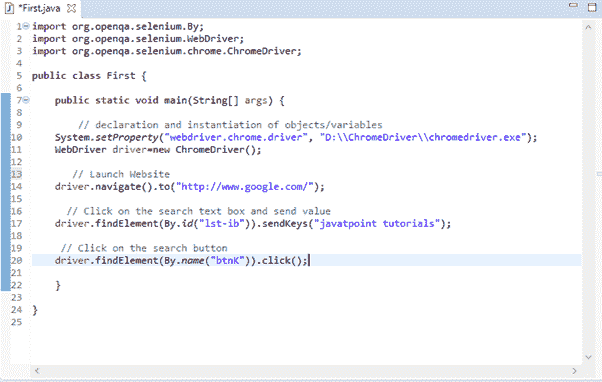 *First.java
1 import org.openqa.selenium.By;
2 import org.openqa.selenium.WebDriver;
3 import org.openqa.selenium.chrome.ChromeDriver;
4
5 public class First {
6
7 public static void main(String[] args) {
8
9 // declaration and instantiation of objects/variables
10 System.setProperty("webdriver.chrome.driver", "D:\\ChromeDriver\\chromedriver.exe");
11 WebDriver driver=new ChromeDriver();
12
13 // Launch Website
14 driver.navigate().to("http://www.google.com/");
15
16 // Click on the search text box and send value
17 driver.findElement(By.id("lst-ib")).sendKeys("javatpoint tutorials");
18
19 // Click on the search button
20 driver.findElement(By.name("btnK")).click();
21
22 }
23
24 }
25